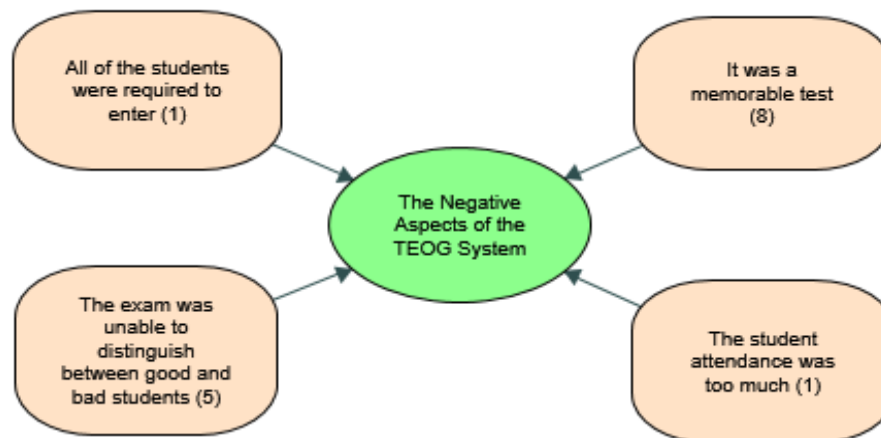 All of the students
were required to
enter (1)
It was a
memorable test
(8)
The Negative
Aspects of the
TEOG System
The exam was
unable to
distinguish
between good and
bad students (5)
The student
attendance was
too much (1)